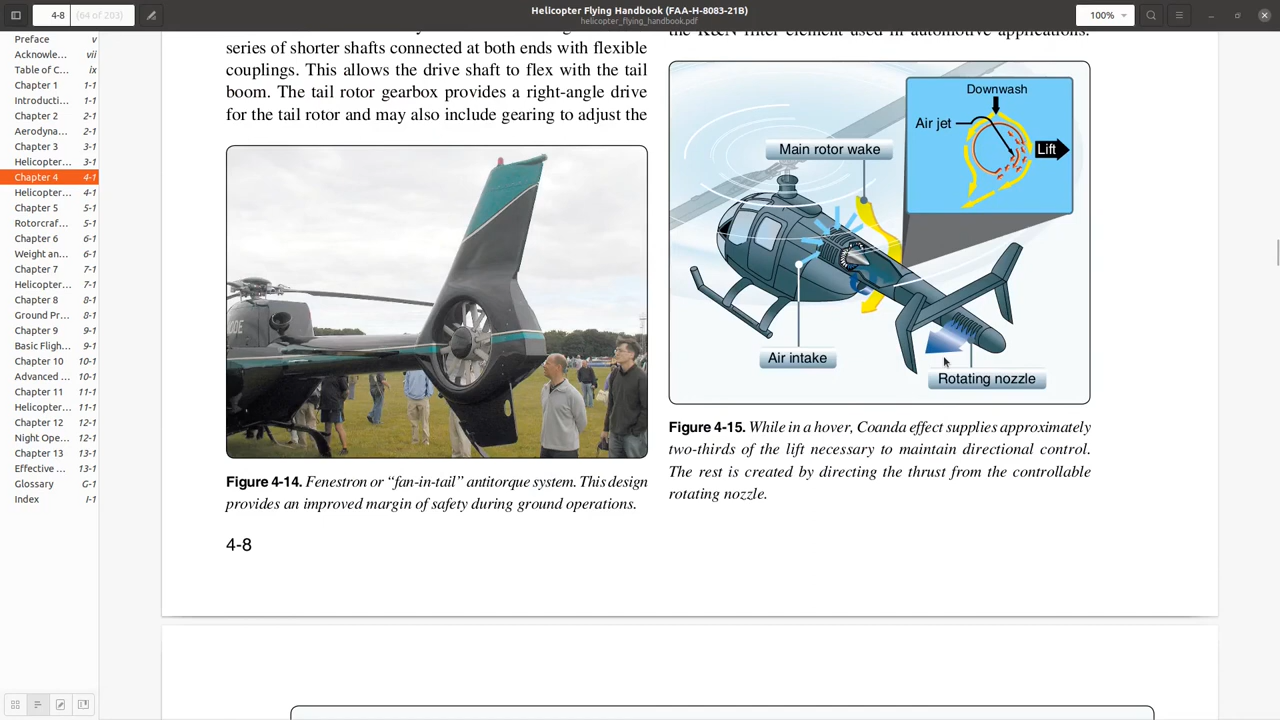 Helicopter Flying Handbook (FAA-H-8083-21B)
helicopter_flying_handbook.pdf
4-8 (64 of 203)
100%
Preface v
Acknowle... vii
Table of C... ix
Chapter 1 1-1
Introducti... 1-1
Chapter 2 2-1
Aerodyna... 2-1
Chapter 3 3-1
Helicopter... 3-1
Chapter 4 4-1
Helicopter... 4-1
Chapter 5 5-1
Rotorcraf... 5-1
Chapter 6 6-1
Weight an... 6-1
Chapter 7 7-1
Helicopter... 7-1
Chapter 8 8-1
Ground Pr... 8-1
Chapter 9 9-1
Basic Fligh... 9-1
Chapter 10 10-1
Advanced ... 10-1
Chapter 11 11-1
Helicopter... 11-1
Chapter 12 12-1
Night Ope... 12-1
Chapter 13 13-1
Effective ... 13-1
Glossary G-1
Index I-1
series of shorter shafts connected at both ends with flexible
couplings. This allows the drive shaft to flex with the tail
boom. The tail rotor gearbox provides a right-angle drive
for the tail rotor and may also include gearing to adjust the
Figure 4-14. Fenestron or “fan-in-tail” antitorque system. This design
provides an improved margin of safety during ground operations.
4-8
the K&N filter element used in automotive applications.
Downwash
Air jet
Lift
Main rotor wake
Air intake
Rotating nozzle
Figure 4-15. While in a hover, Coanda effect supplies approximately
two-thirds of the lift necessary to maintain directional control.
The rest is created by directing the thrust from the controllable
rotating nozzle.